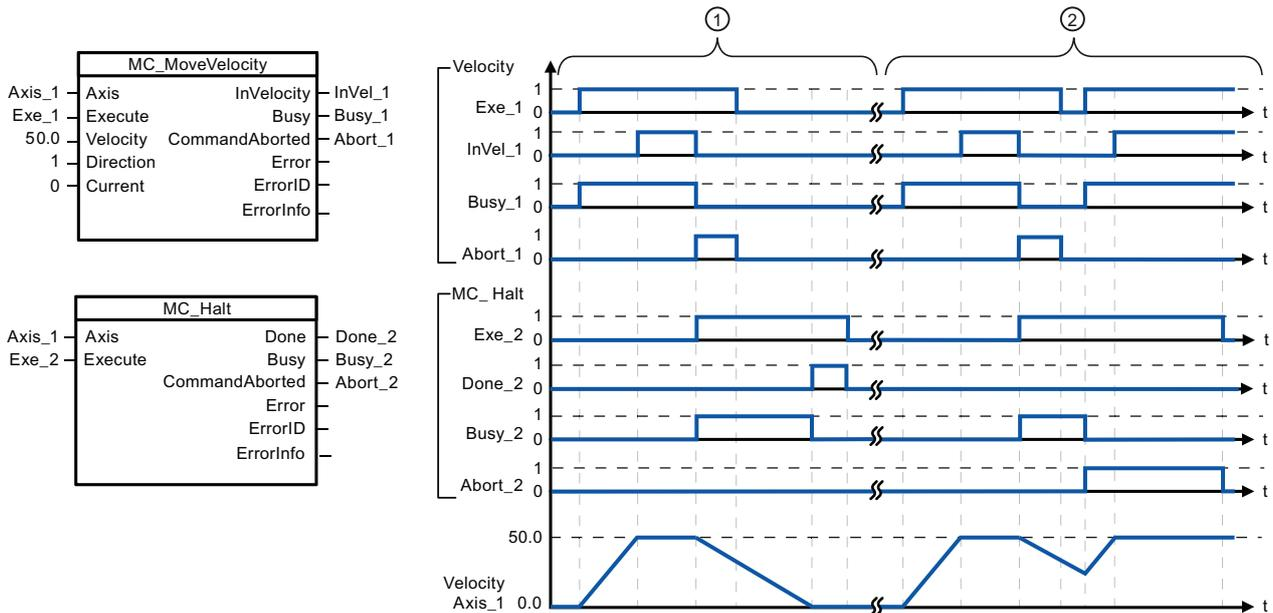 MC_MoveVelocity
Axis_1 Axis InVelocity InVel_1
Exe_1 Execute Busy Busy_1
50.0 Velocity CommandAborted Abort_1
1 Direction Error
0 Current ErrorID
ErrorInfo
MC_Halt
Axis_1 Axis Done Done_2
Exe_2 Execute Busy Busy_2
CommandAborted Abort_2
Error
ErrorID
ErrorInfo
1 2
Velocity
Exe_1 1 0 t
InVel_1 1 0 t
Busy_1 1 0 t
Abort_1 1 0 t
MC_ Halt
Exe_2 1 0 t
Done_2 1 0 t
Busy_2 1 0 t
Abort_2 1 0 t
50.0
Velocity
Axis_1 0.0 t